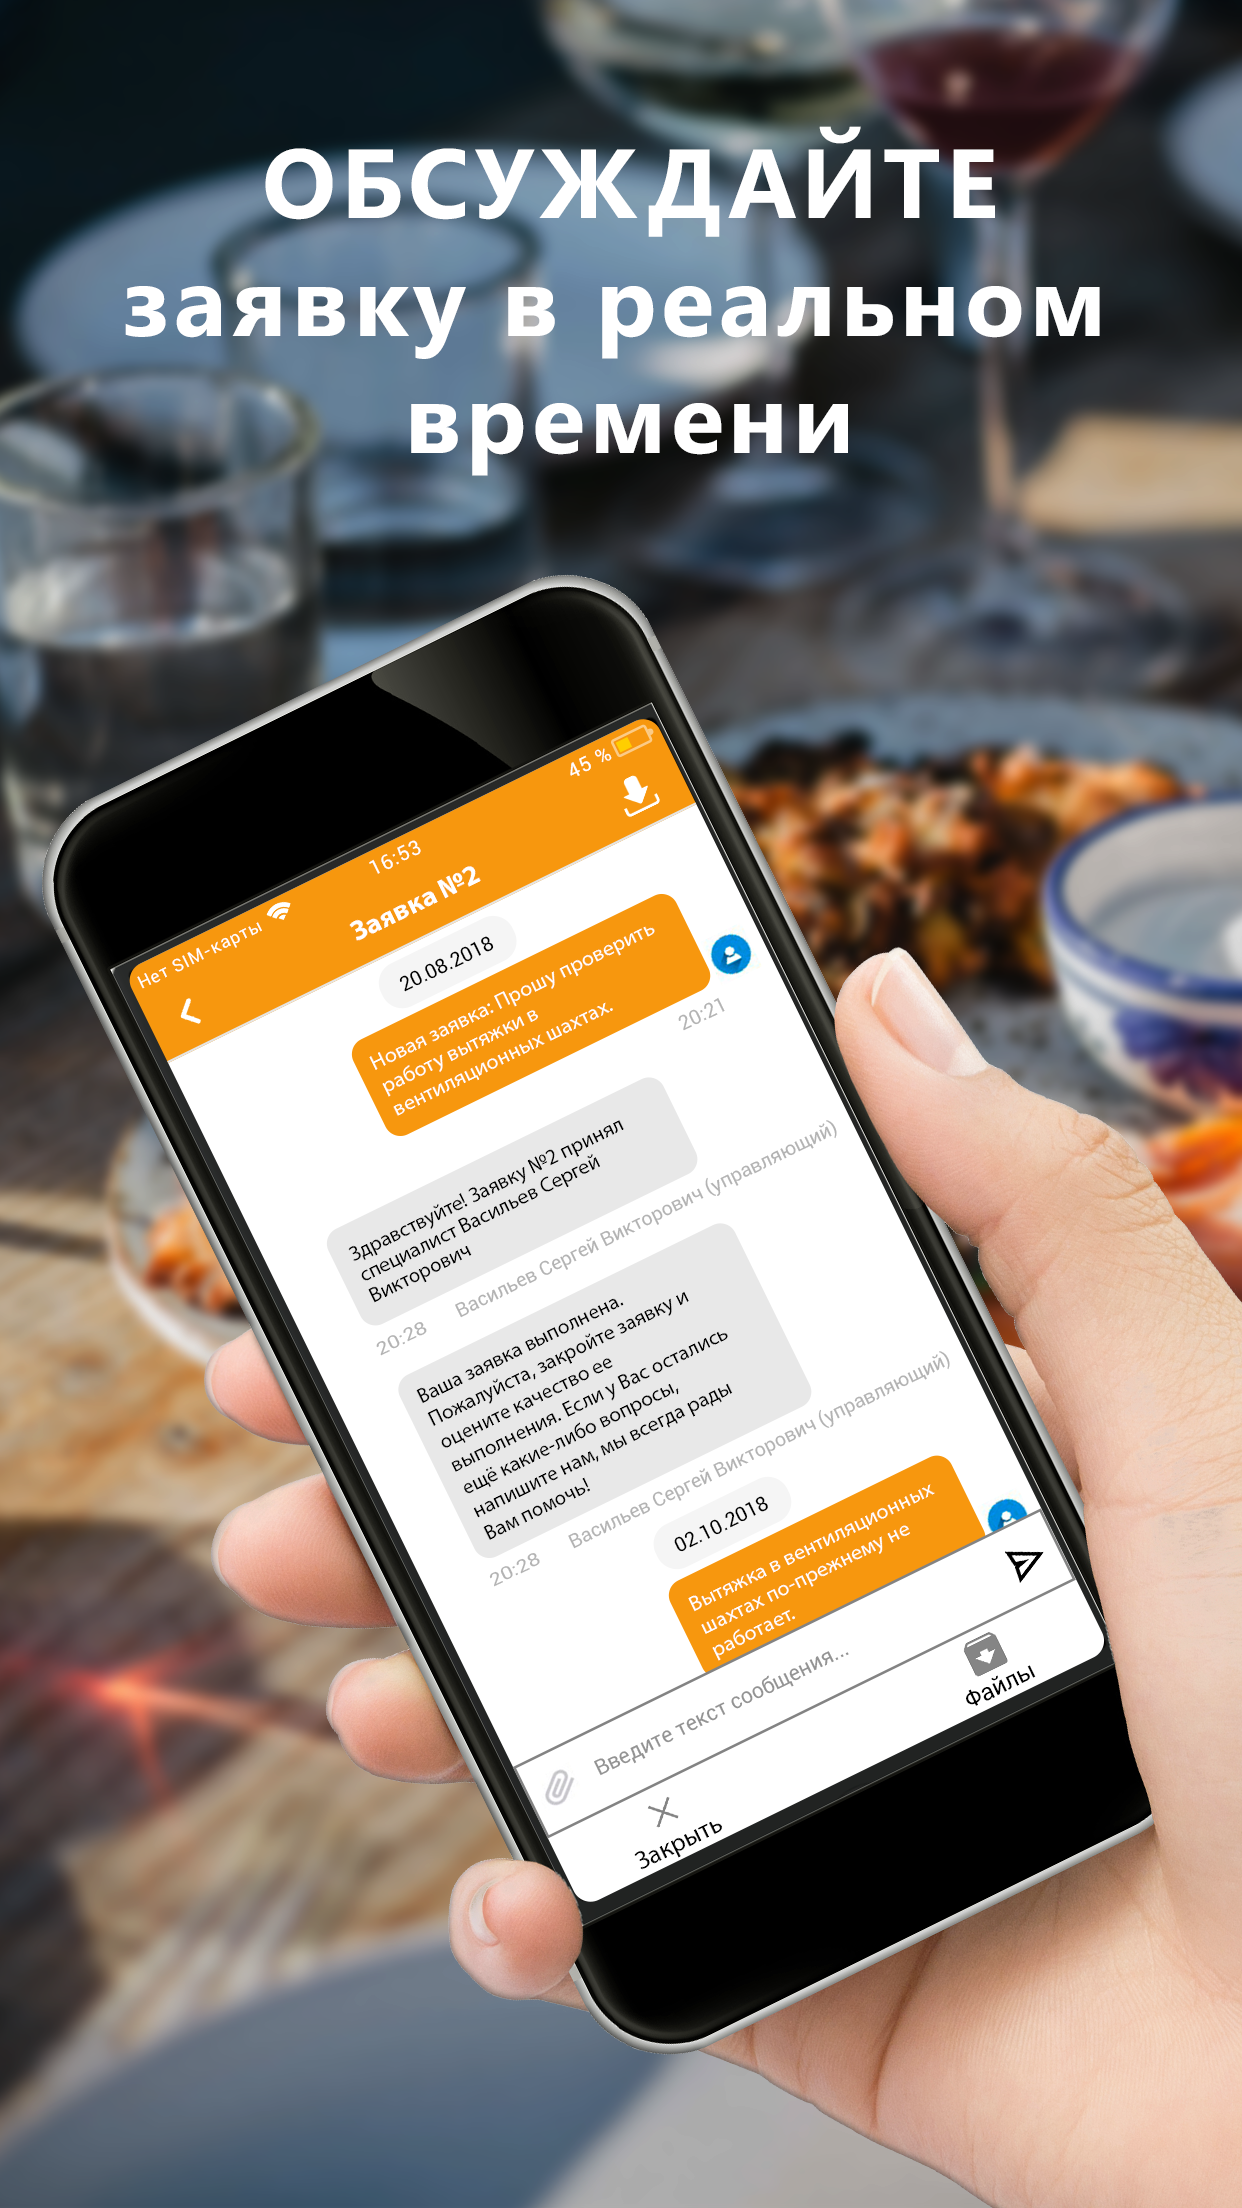 ОБСУЖДАЙТЕ
заявку в реальном
времени
Нет SIM-карты
16:53
45 %
Заявка №2
20.08.2018
Новая заявка: Прошу проверить
работу вытяжки в
вентиляционных шахтах.
20:21
Здравствуйте! Заявку №2 принял
специалист Васильев Сергей
Викторович
20:28 Васильев Сергей Викторович (управляющий)
Ваша заявка выполнена.
Пожалуйста, закройте заявку и
оцените качество ее
выполнения. Если у Вас остались
ещё какие-либо вопросы,
напишите нам, мы всегда рады
Вам помочь!
20:28 Васильев Сергей Викторович (управляющий)
02.10.2018
Вытяжка в вентиляционных
шахтах по-прежнему не
работает.
Введите текст сообщения...
Закрыть
Файлы